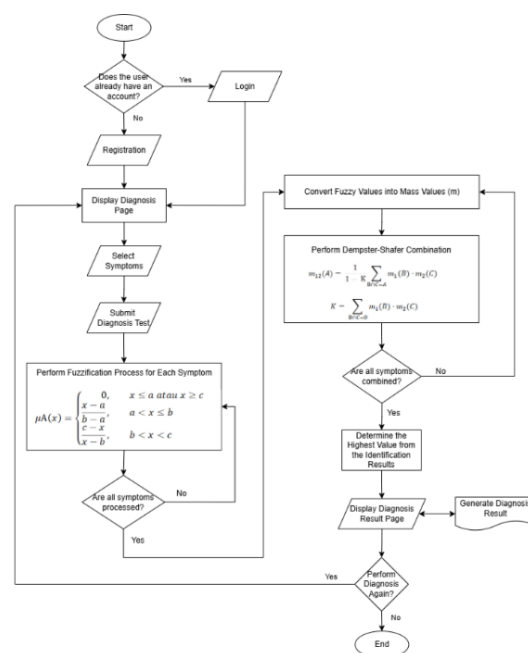 Start
Does the user
already have an
account?
Yes
Login
No
Registration
Display Diagnosis
Page
Select
Symptoms
Submit
Diagnosis Test
Perform Fuzzification Process for Each Symptom
μA(x) = { 0, x ≤ a atau x ≥ c
x − a / b − a, a < x ≤ b
c − x / x − b, b < x < c
Are all symptoms
processed?
No
Yes
Convert Fuzzy Values into Mass Values (m)
Perform Dempster-Shafer Combination
m₁₂(A) = 1 / 1 − K ∑ B∩C=A m₁(B) · m₂(C)
K = ∑ B∩C=∅ m₁(B) · m₂(C)
Are all symptoms
combined?
No
Yes
Determine the
Highest Value from
the Identification
Results
Display Diagnosis
Result Page
Generate Diagnosis
Result
Perform
Diagnosis
Again?
Yes
No
End